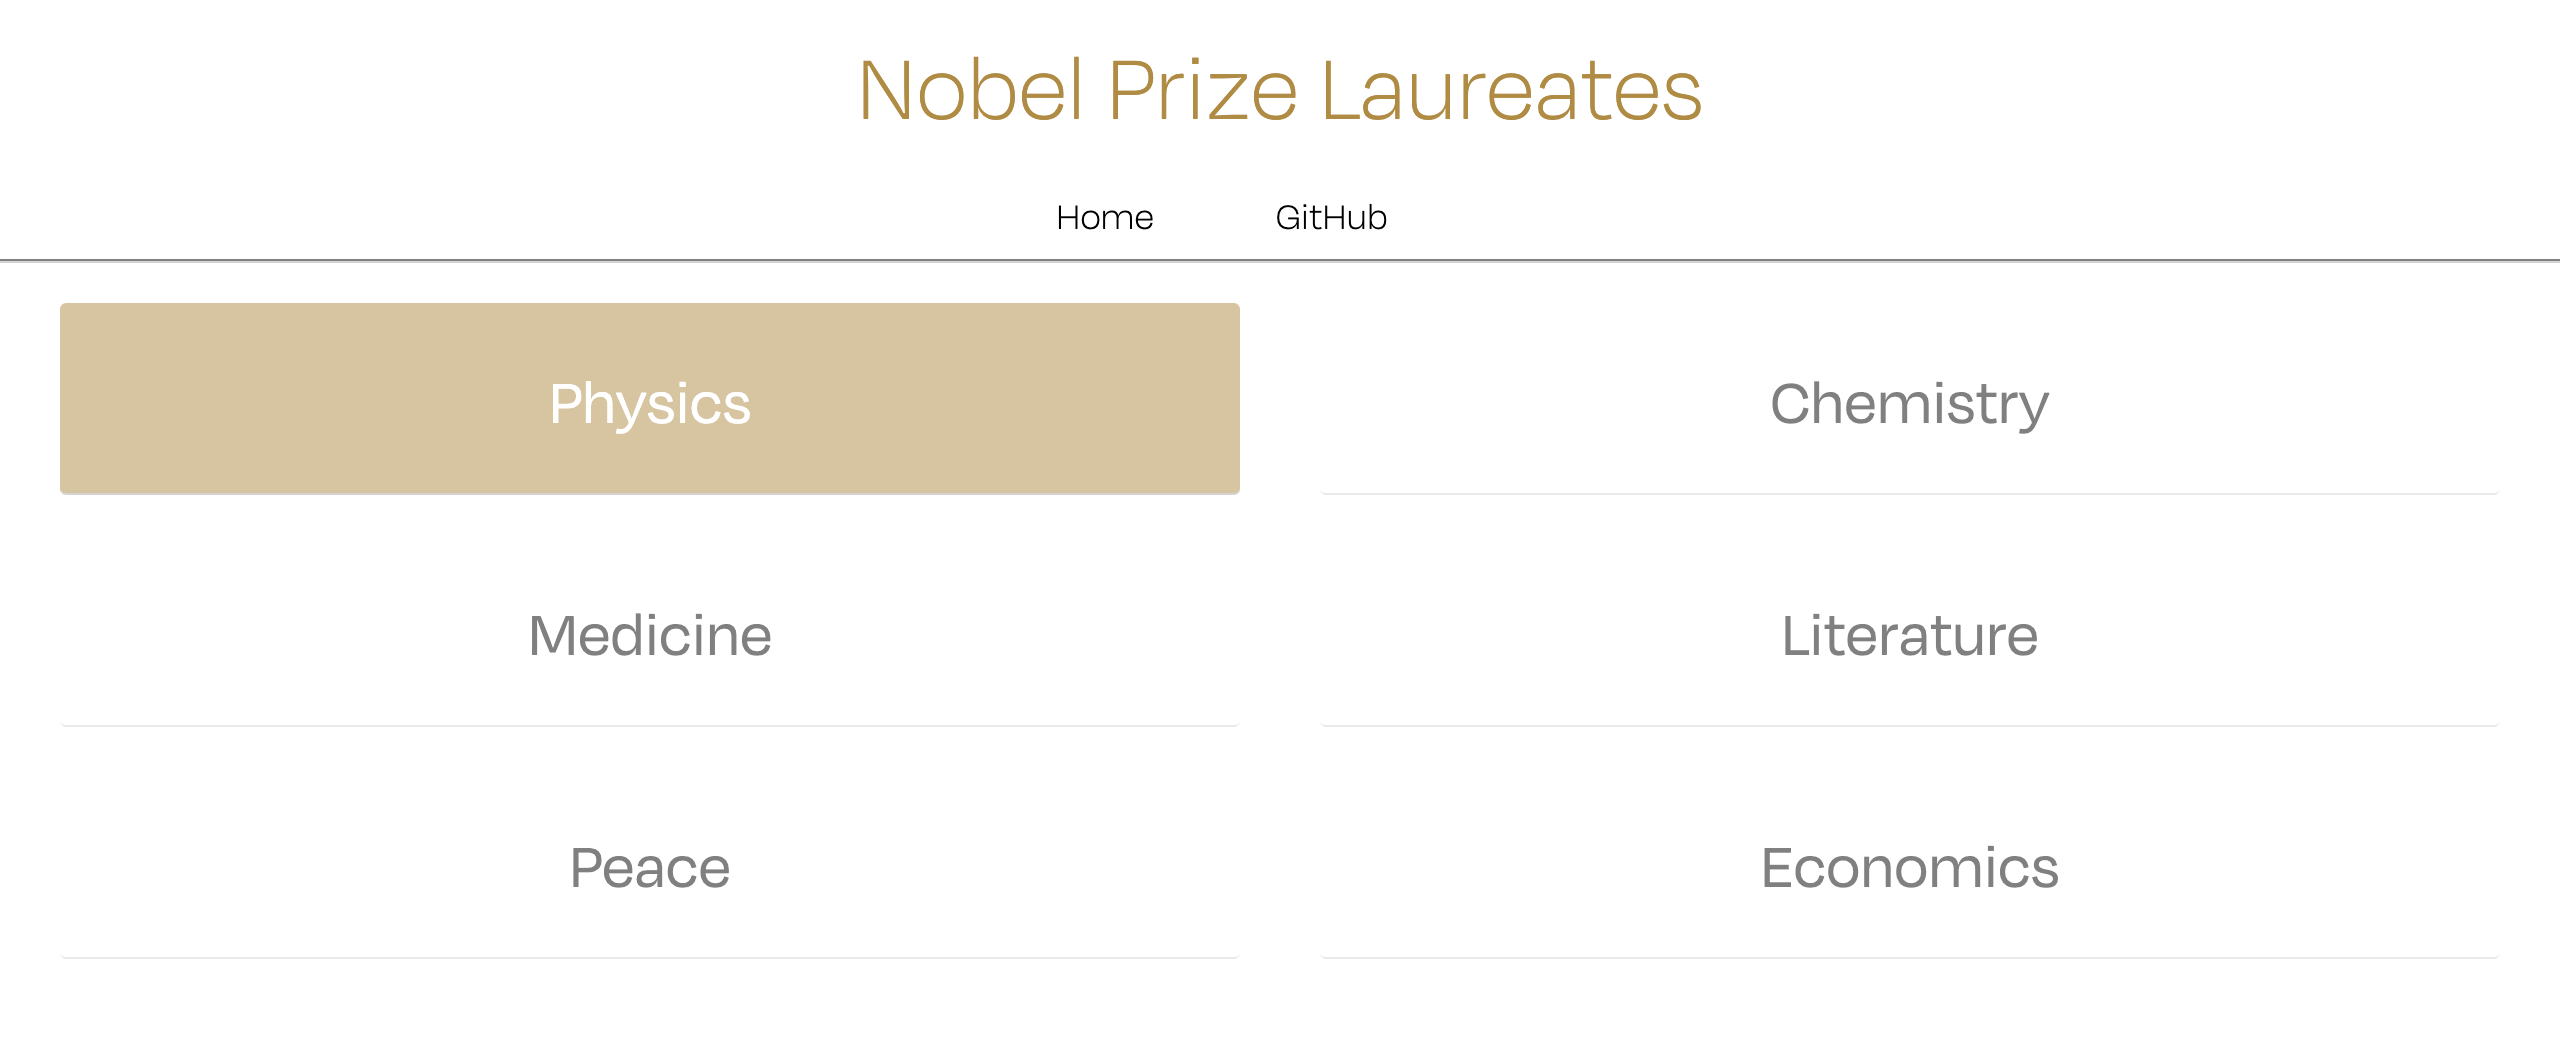 Nobel Prize Laureates
Home GitHub
Physics Chemistry
Medicine Literature
Peace Economics